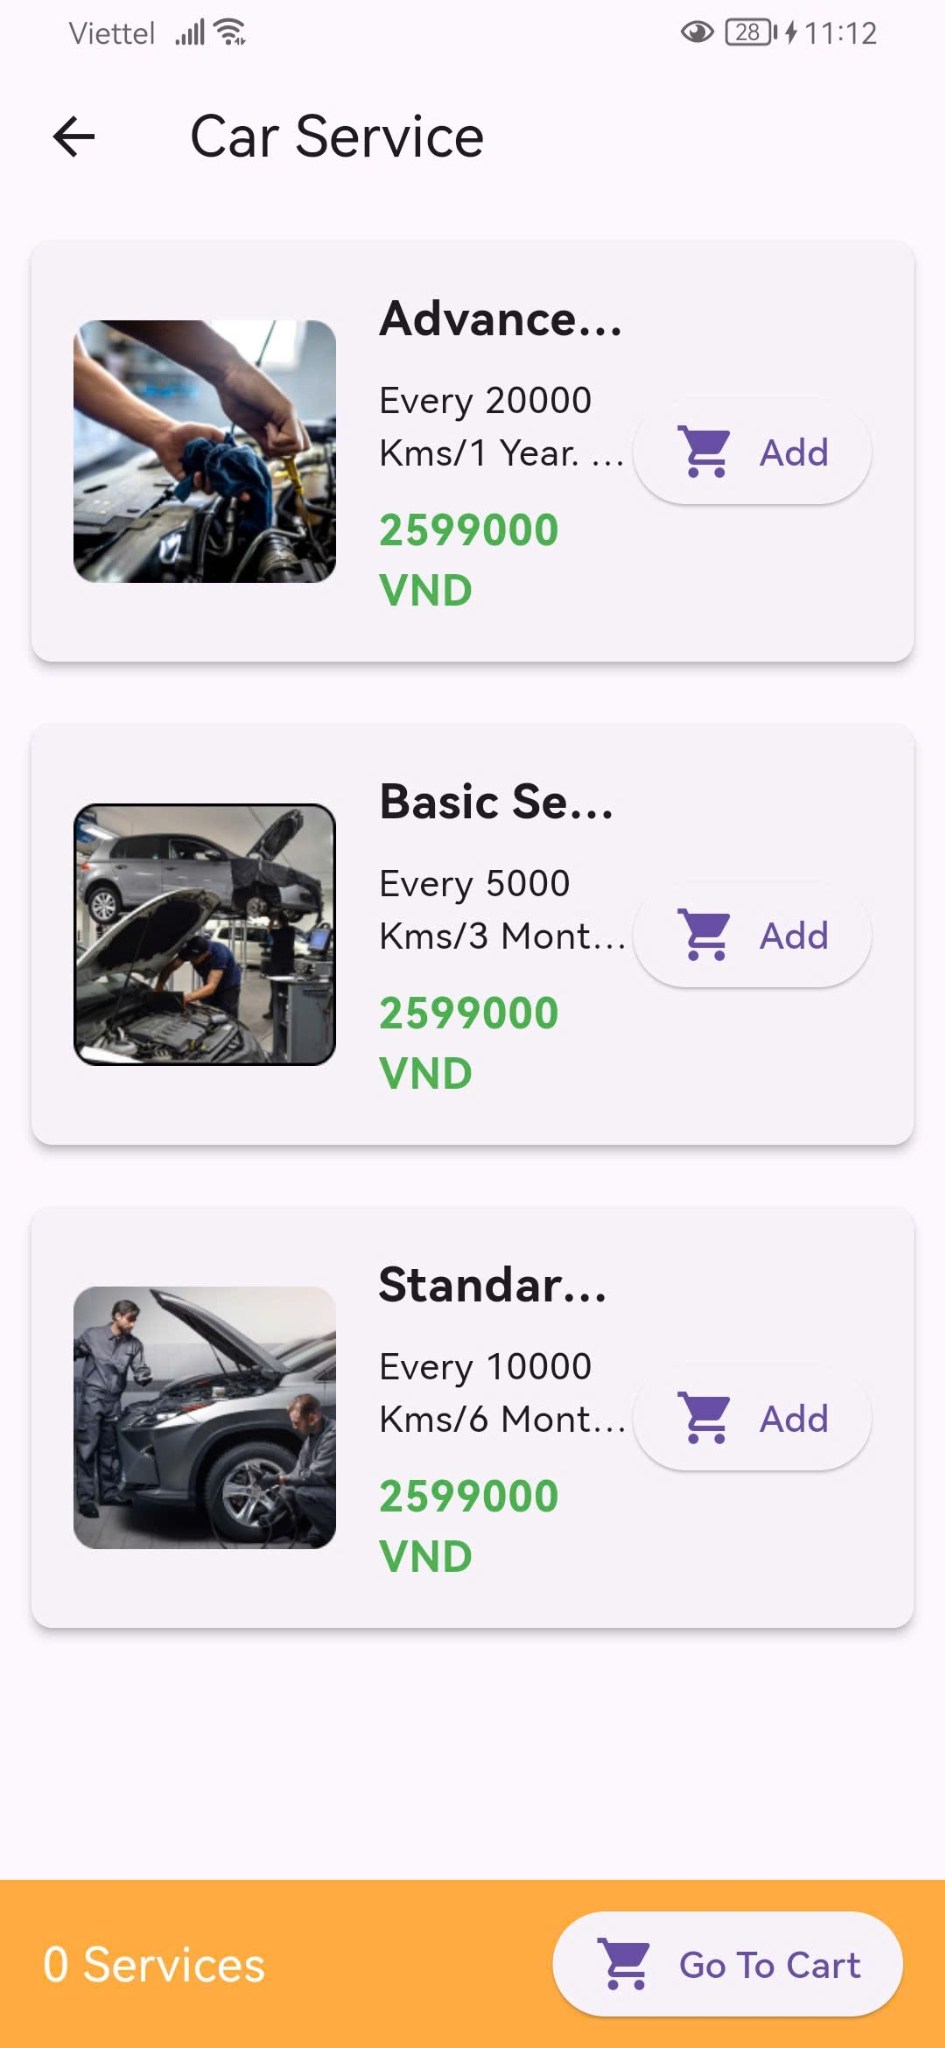 Viettel 28 11:12
Car Service
Advance...
Every 20000
Kms/1 Year. ...
Add
2599000
VND
Basic Se...
Every 5000
Kms/3 Mont...
Add
2599000
VND
Standar...
Every 10000
Kms/6 Mont...
Add
2599000
VND
0 Services
Go To Cart